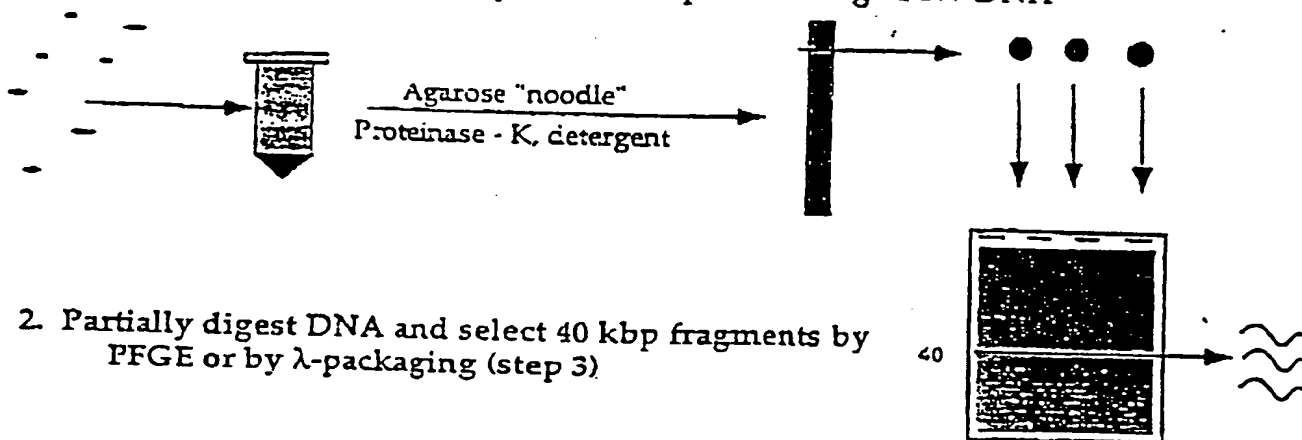 DNA
Agarose "noodle"
Proteinase - K, detergent
2. Partially digest DNA and select 40 kbp fragments by
PFGE or by λ-packaging (step 3)
40